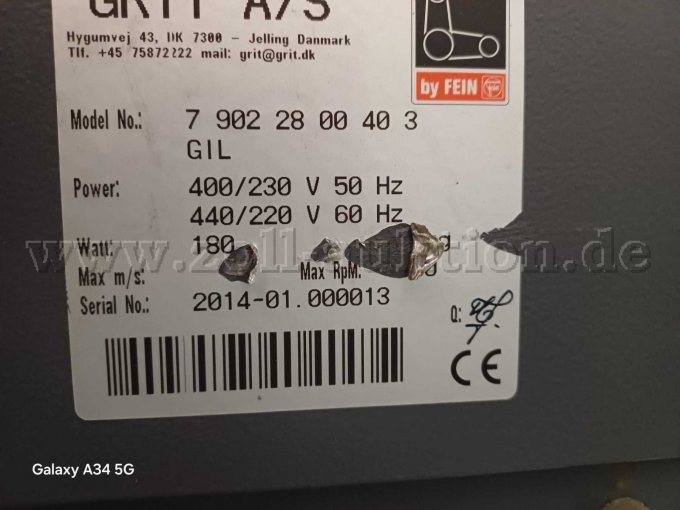 GRIT A/S
Hygumvej 43, DK 7300 - Jelling Danmark
Tlf. +45 75872222 mail: grit@grit.dk
by FEIN FEIN
Model No.: 7 902 28 00 40 3
GIL
Power: 400/230 V 50 Hz
440/220 V 60 Hz
www.zoll-auktion.de
Watt: 180
Max m/s: Max RpM:
Serial No.: 2014-01.000013
Q:
CE
Galaxy A34 5G